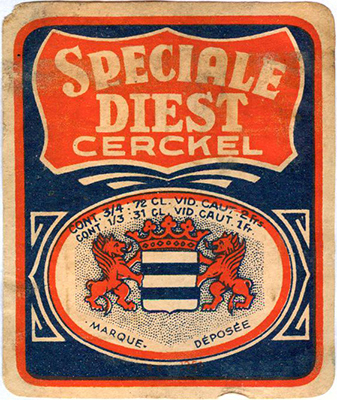 SPECIALE
DIEST
CERCKEL
CONT 3/4 : 72 CL. VID. CAU - 2 Frs
CONT 1/3 : 31 CL. VID. CAUT 1 Fr.
MARQUE - DÉPOSÉE